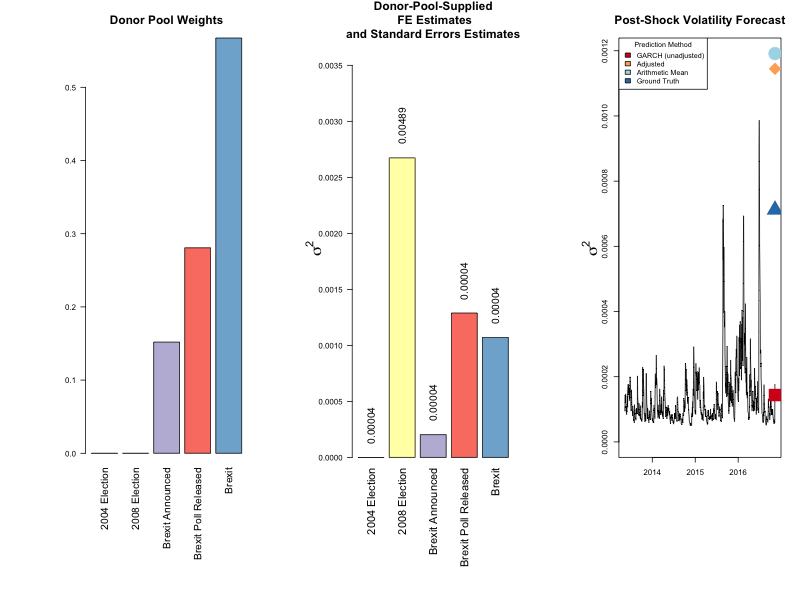 Donor Pool Weights
0.5
0.4
0.3
0.2
0.1
0.0
2004 Election
2008 Election
Brexit Announced
Brexit Poll Released
Brexit
Donor-Pool-Supplied
FE Estimates
and Standard Errors Estimates
σ2
0.0035
0.0030
0.0025
0.0020
0.0015
0.0010
0.0005
0.0000
0.00004
0.00489
0.00004
0.00004
0.00004
2004 Election
2008 Election
Brexit Announced
Brexit Poll Released
Brexit
Post-Shock Volatility Forecast
σ2
0.0012
0.0010
0.0008
0.0006
0.0004
0.0002
0.0000
Prediction Method
GARCH (unadjusted)
Adjusted
Arithmetic Mean
Ground Truth
2014
2015
2016